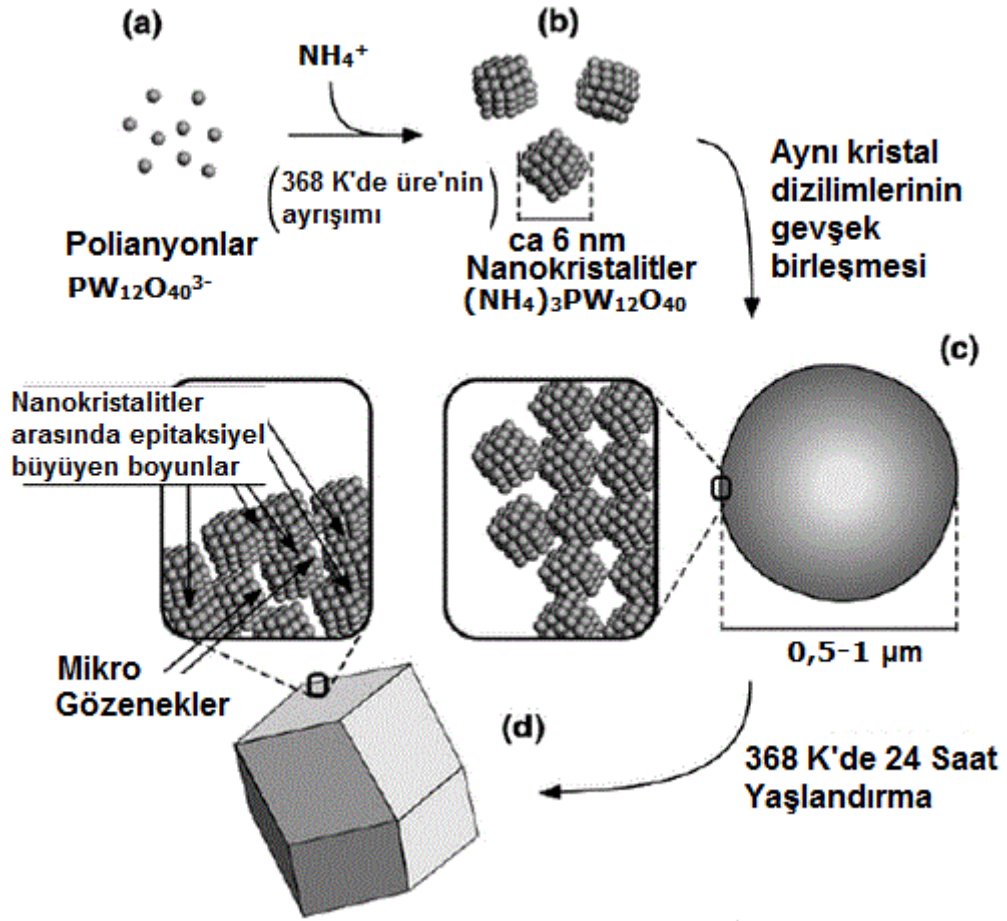 (a)
NH₄⁺
(368 K'de üre'nin
ayrışımı)
Polianyonlar
PW₁₂O₄₀³⁻
(b)
ca 6 nm
Nanokristalitler
(NH₄)₃PW₁₂O₄₀
Aynı kristal
dizilimlerinin
gevşek
birleşmesi
(c)
0,5-1 µm
Nanokristalitler
arasında epitaksiyel
büyüyen boyunlar
Mikro
Gözenekler
(d)
368 K'de 24 Saat
Yaşlandırma